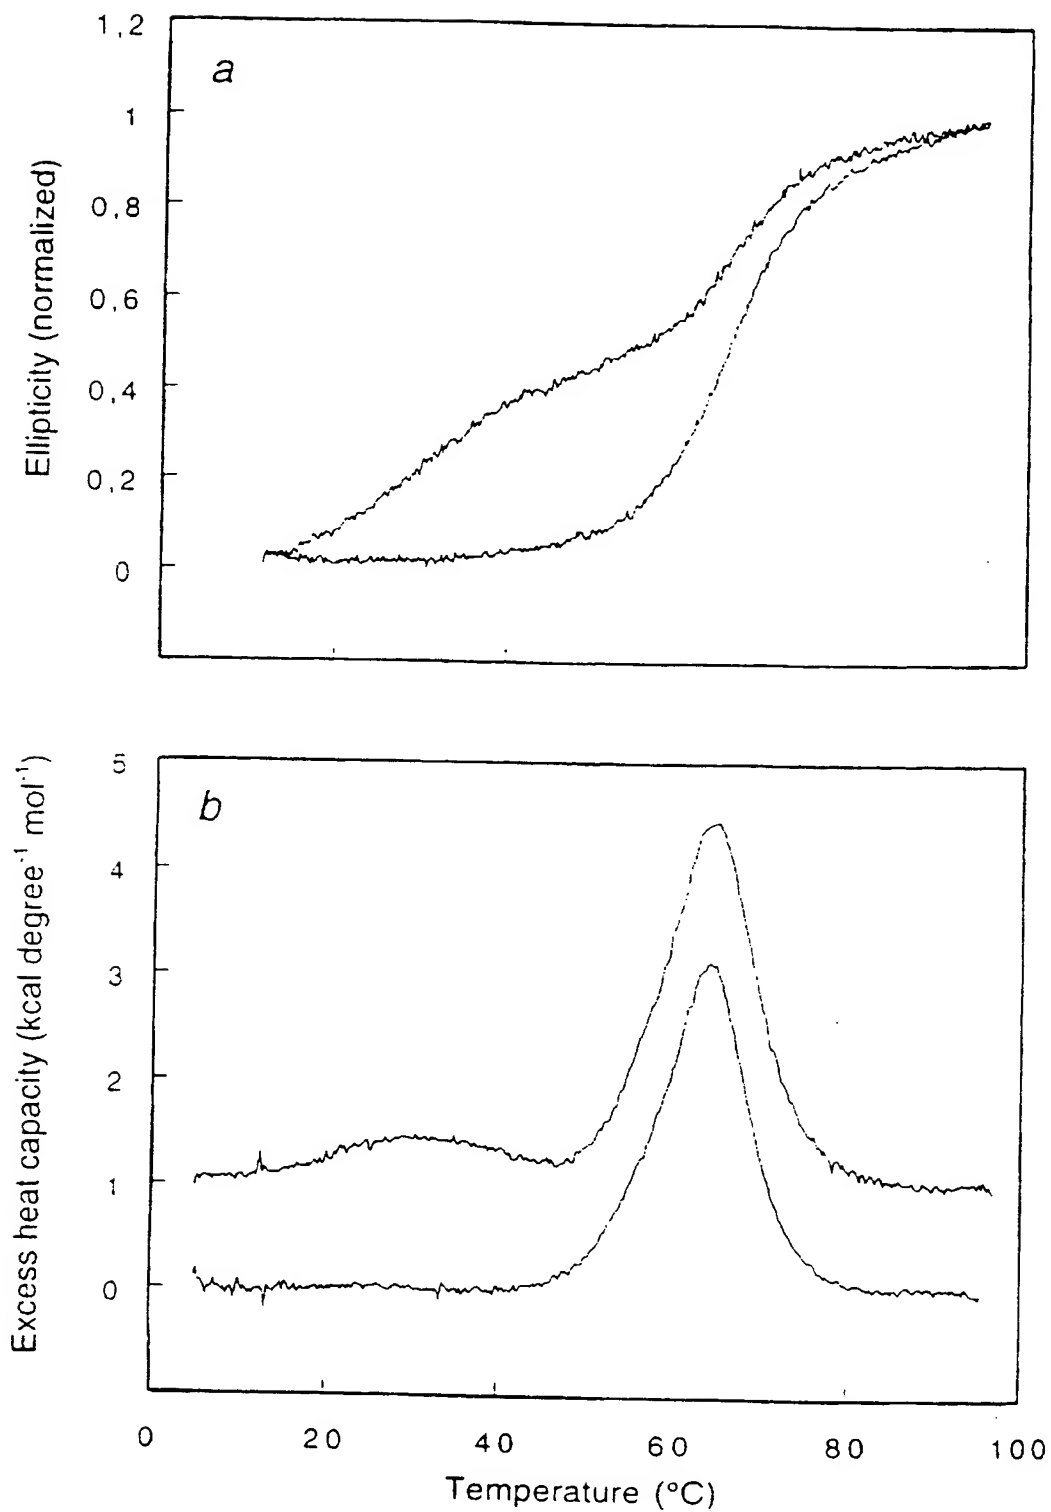 1,2
a
1
0,8
0,6
0,4
0,2
0
Ellipticity (normalized)
5
b
4
3
2
1
0
Excess heat capacity (kcal degree⁻¹ mol⁻¹)
0 20 40 60 80 100
Temperature (°C)